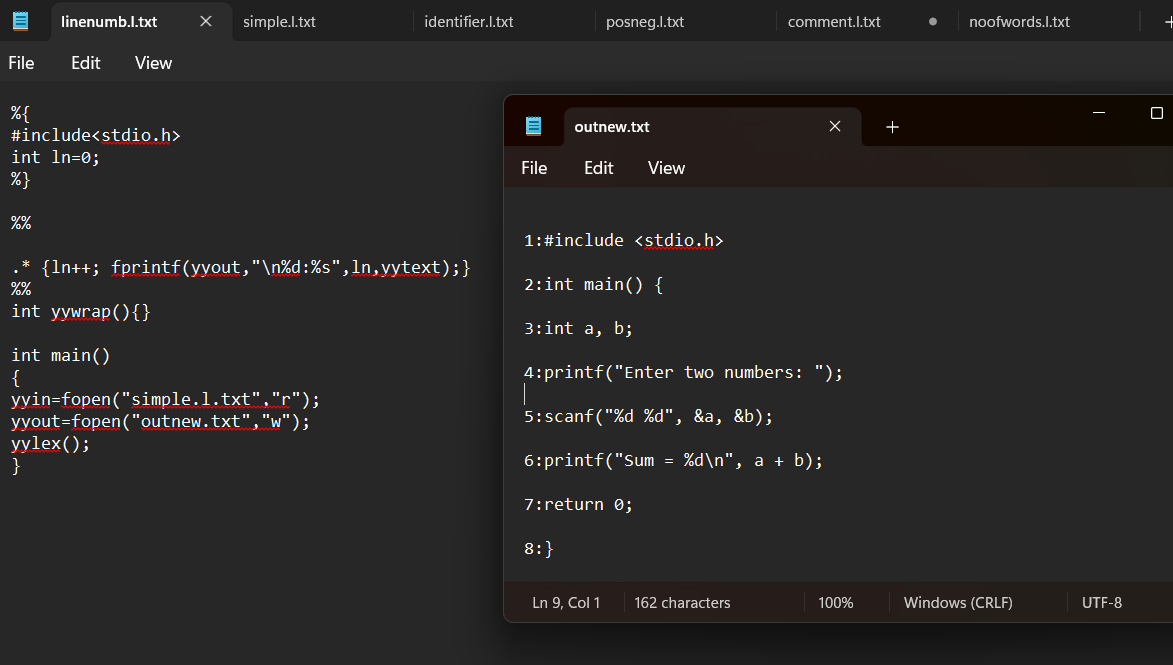 linenumb.l.txt
simple.l.txt
identifier.l.txt
posneg.l.txt
comment.l.txt
noofwords.l.txt
File Edit View
%{
#include<stdio.h>
int ln=0;
%}
%%
.* {ln++; fprintf(yyout,"\n%d:%s",ln,yytext);}
%%
int yywrap(){}
int main()
{
yyin=fopen("simple.l.txt","r");
yyout=fopen("outnew.txt","w");
yylex();
}
outnew.txt
File Edit View
1:#include <stdio.h>
2:int main() {
3:int a, b;
4:printf("Enter two numbers: ");
5:scanf("%d %d", &a, &b);
6:printf("Sum = %d\n", a + b);
7:return 0;
8:}
Ln 9, Col 1 162 characters 100% Windows (CRLF) UTF-8